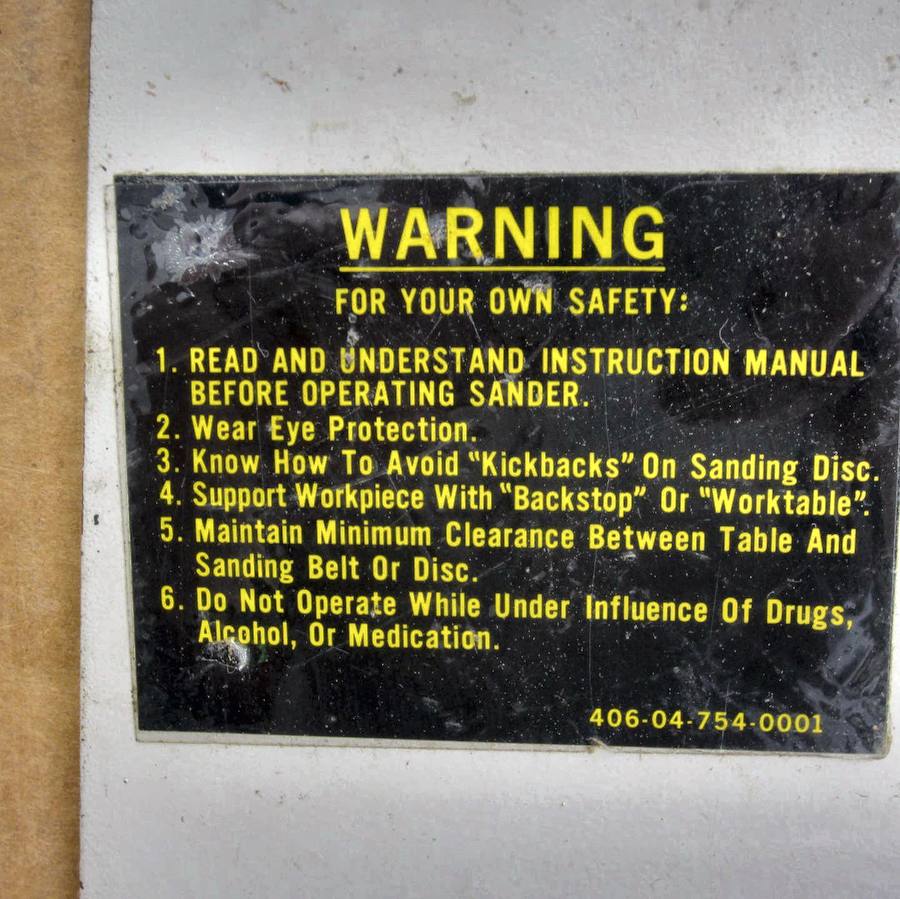 WARNING
FOR YOUR OWN SAFETY:
1. READ AND UNDERSTAND INSTRUCTION MANUAL
BEFORE OPERATING SANDER.
2. Wear Eye Protection.
3. Know How To Avoid "Kickbacks" On Sanding Disc.
4. Support Workpiece With "Backstop" Or "Worktable".
5. Maintain Minimum Clearance Between Table And
Sanding Belt Or Disc.
6. Do Not Operate While Under Influence Of Drugs,
Alcohol, Or Medication.
406-04-754-0001